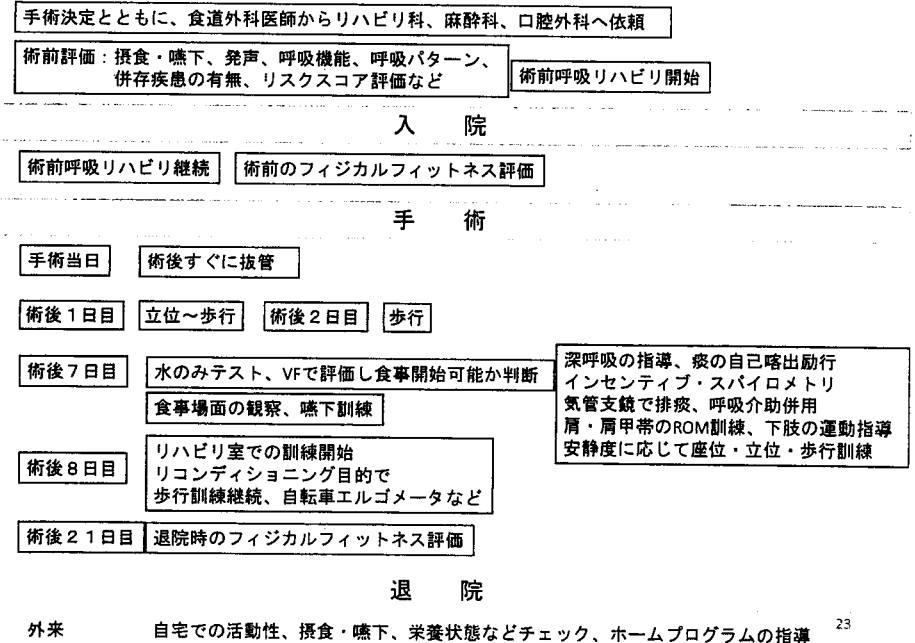 手術決定とともに、食道外科医師からリハビリ科、麻酔科、口腔外科へ依頼
術前評価：摂食・嚥下、発声、呼吸機能、呼吸パターン、
併存疾患の有無、リスクスコア評価など
術前呼吸リハビリ開始
入　院
術前呼吸リハビリ継続　術前のフィジカルフィットネス評価
手　術
手術当日　術後すぐに抜管
術後１日目　立位～歩行　術後２日目　歩行
術後７日目　水のみテスト、VFで評価し食事開始可能か判断
食事場面の観察、嚥下訓練
深呼吸の指導、痰の自己喀出励行
インセンティブ・スパイロメトリ
気管支鏡で排痰、呼吸介助併用
肩・肩甲帯のROM訓練、下肢の運動指導
安静度に応じて座位・立位・歩行訓練
術後８日目
リハビリ室での訓練開始
リコンディショニング目的で
歩行訓練継続、自転車エルゴメータなど
術後２１日目　退院時のフィジカルフィットネス評価
退　院
外来　自宅での活動性、摂食・嚥下、栄養状態などチェック、ホームプログラムの指導
23